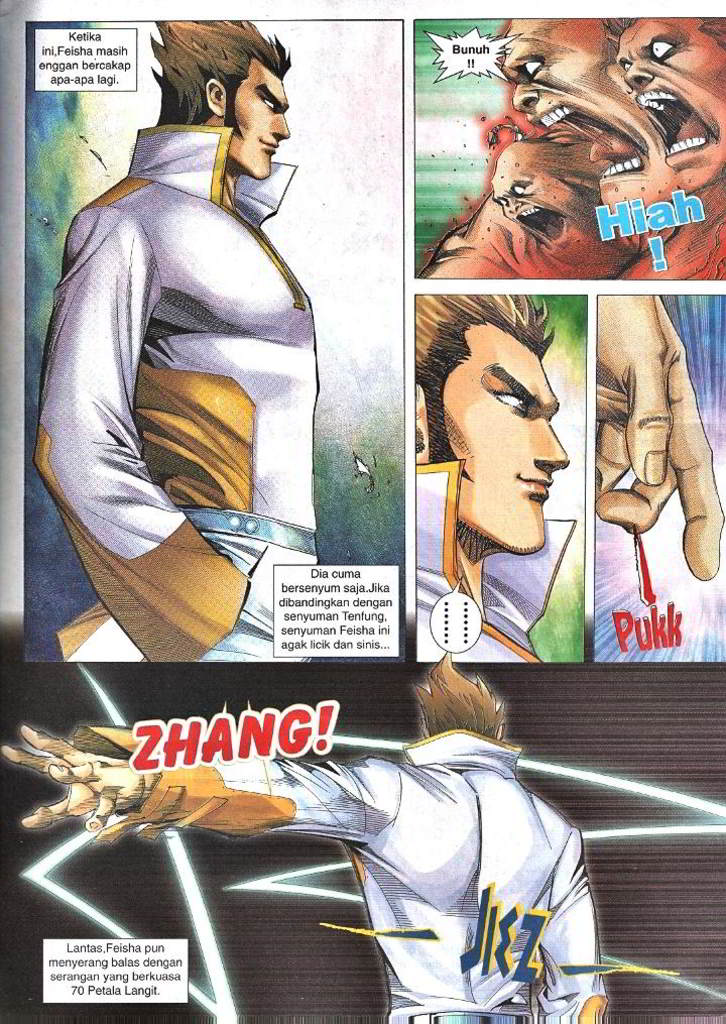 Ketika
ini,Feisha masih
enggan bercakap
apa-apa lagi.
Bunuh
!!
Hiah
!
Dia cuma
bersenyum saja.Jika
dibandingkan dengan
senyuman Tenfung,
senyuman Feisha ini
agak licik dan sinis...
Pukk
ZHANG!
JIEZ
Lantas,Feisha pun
menyerang balas dengan
serangan yang berkuasa
70 Petala Langit.